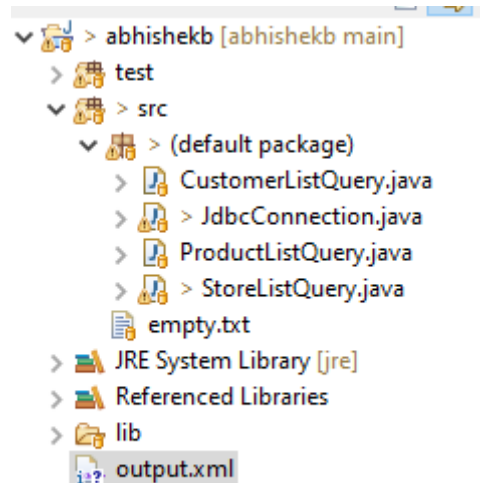 > abhishekb [abhishekb main]
test
> src
> (default package)
CustomerListQuery.java
> JdbcConnection.java
ProductListQuery.java
> StoreListQuery.java
empty.txt
JRE System Library [jre]
Referenced Libraries
lib
output.xml